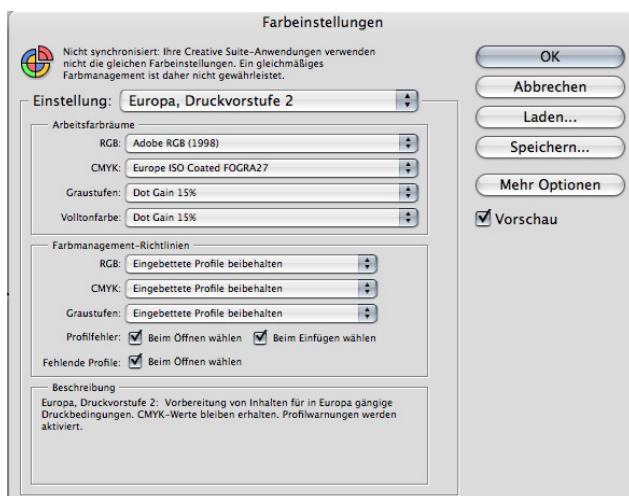 Farbeinstellungen
Nicht synchronisiert: Ihre Creative Suite-Anwendungen verwenden
nicht die gleichen Farbeinstellungen. Ein gleichmäßiges
Farbmanagement ist daher nicht gewährleistet.
Einstellung: Europa, Druckvorstufe 2
Arbeitsfarbräume
RGB: Adobe RGB (1998)
CMYK: Europe ISO Coated FOGRA27
Graustufen: Dot Gain 15%
Volltonfarbe: Dot Gain 15%
Farbmanagement-Richtlinien
RGB: Eingebettete Profile beibehalten
CMYK: Eingebettete Profile beibehalten
Graustufen: Eingebettete Profile beibehalten
Profilfehler: Beim Öffnen wählen Beim Einfügen wählen
Fehlende Profile: Beim Öffnen wählen
Beschreibung
Europa, Druckvorstufe 2: Vorbereitung von Inhalten für in Europa gängige
Druckbedingungen. CMYK-Werte bleiben erhalten. Profilwarnungen werden
aktiviert.
OK
Abbrechen
Laden...
Speichern...
Mehr Optionen
Vorschau